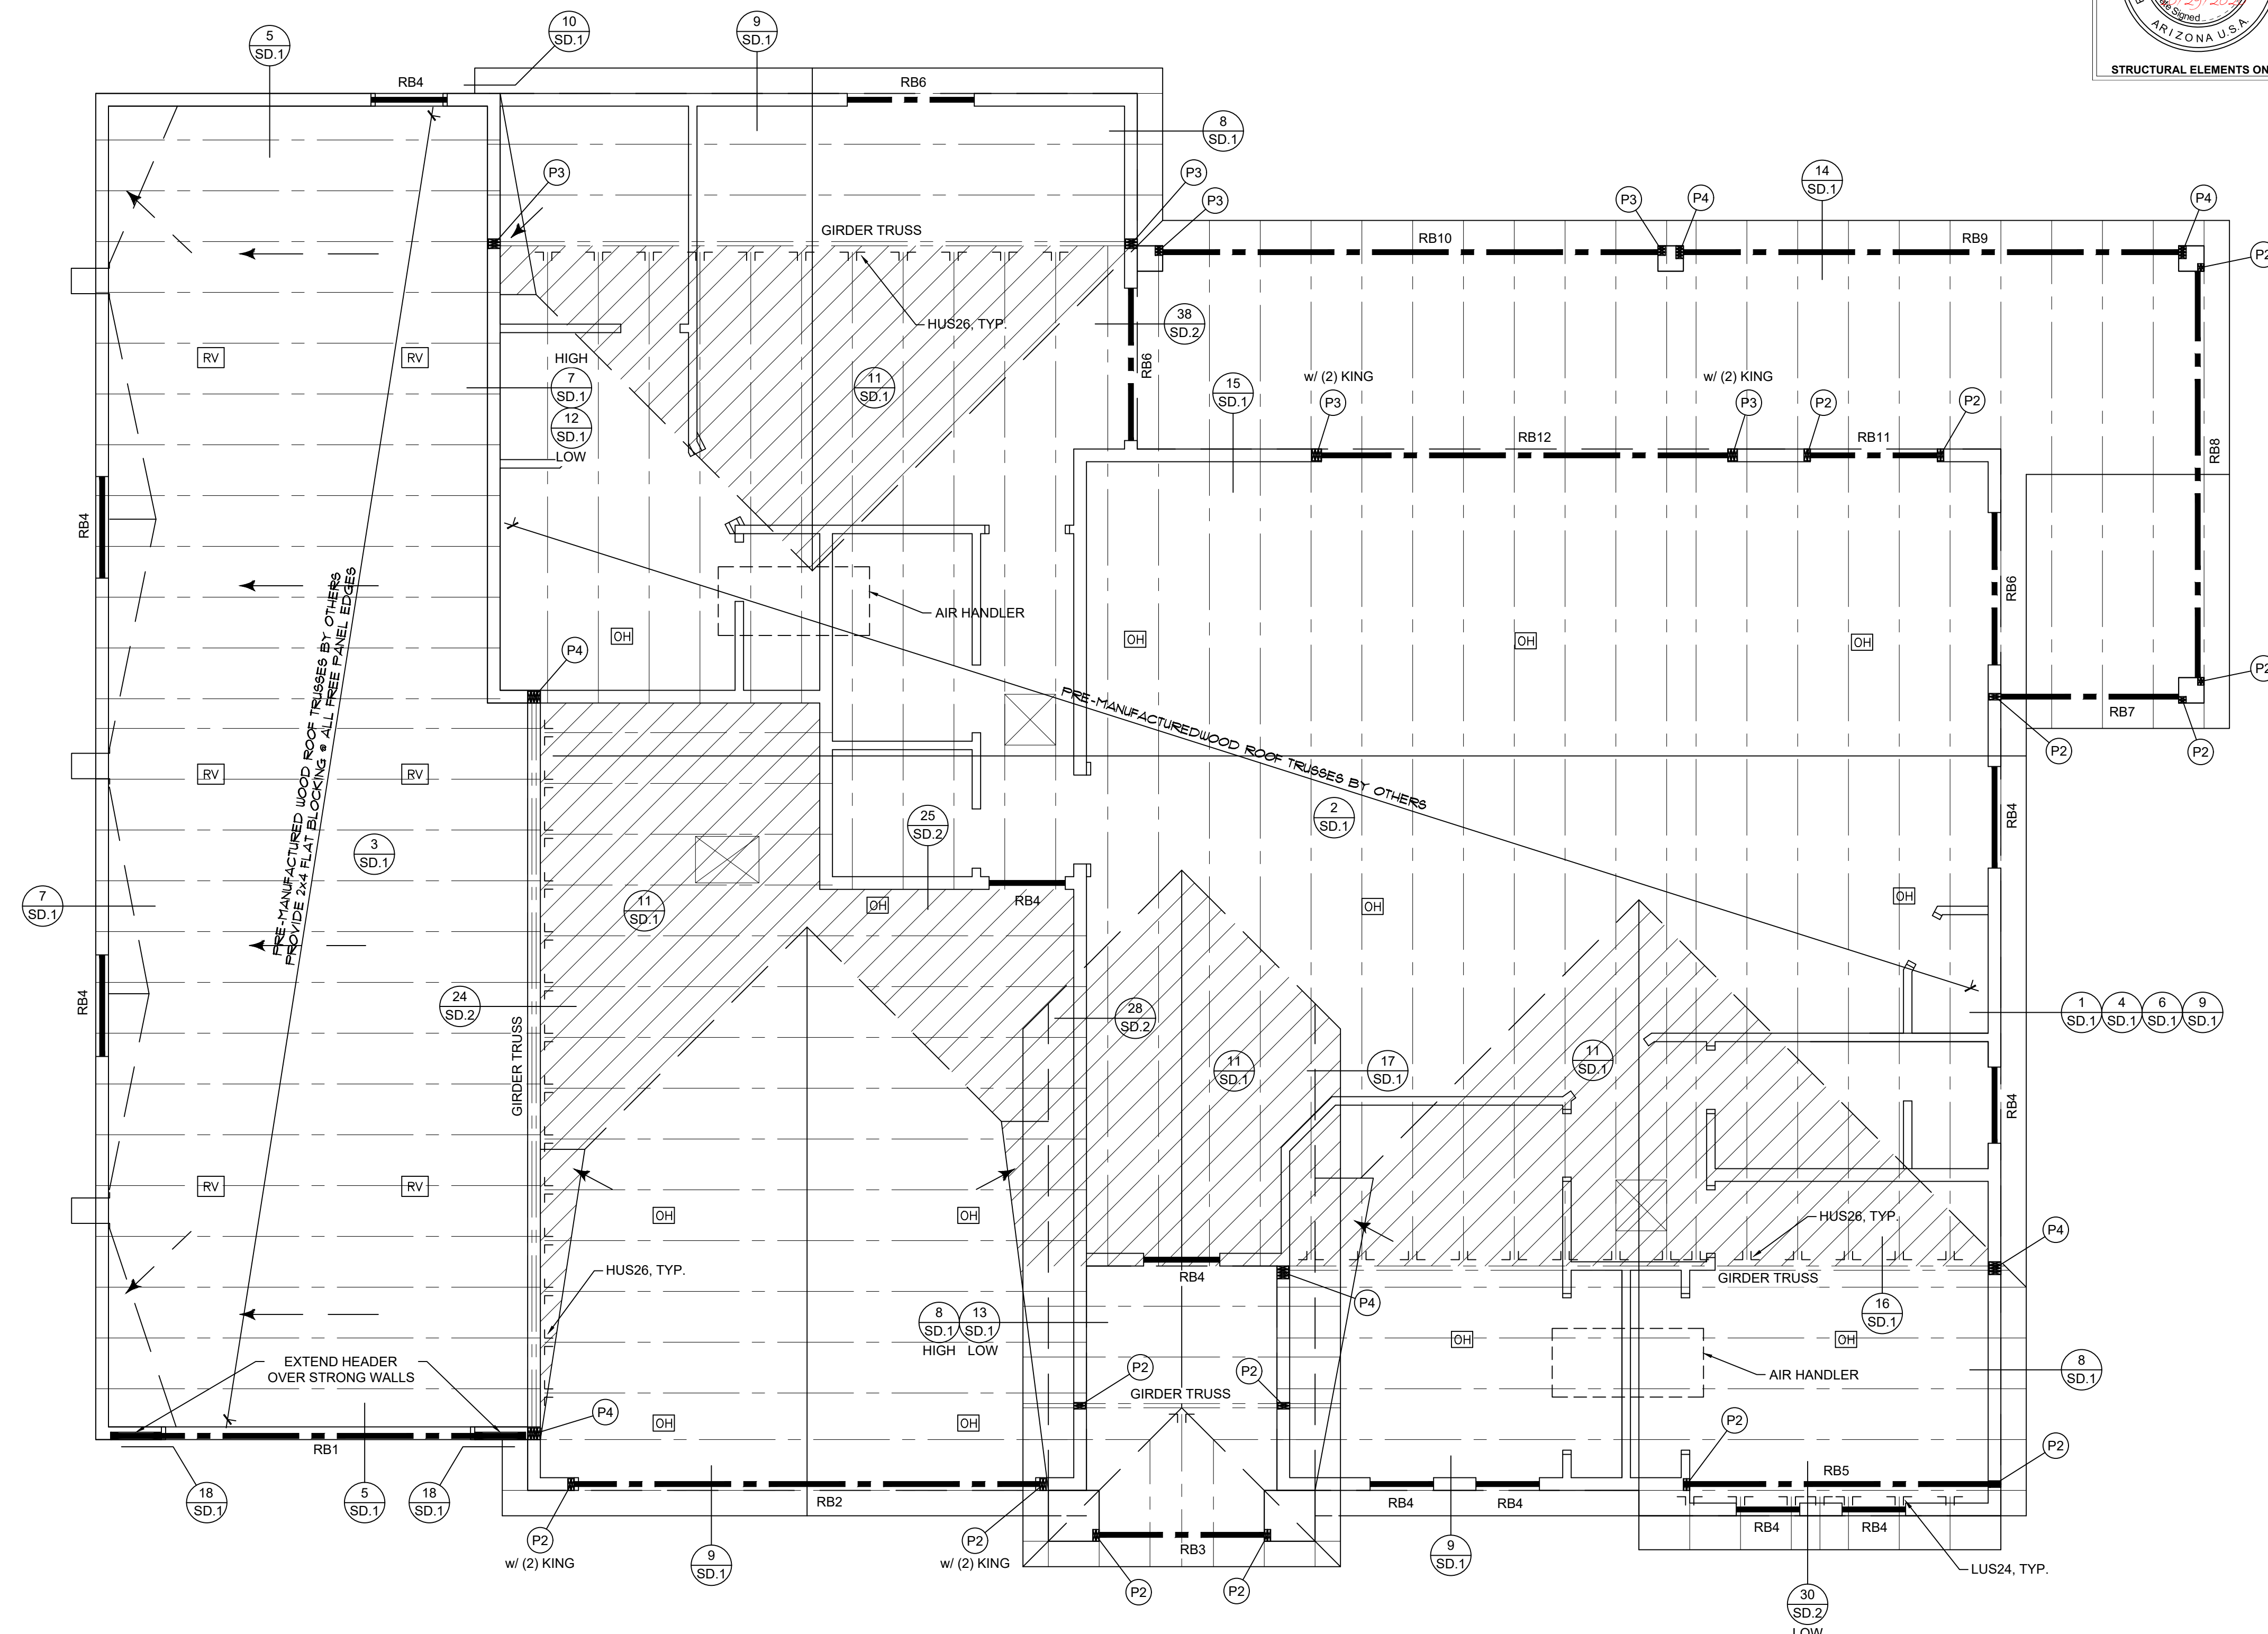 Signed
ARIZONA U.S.A.
STRUCTURAL ELEMENTS ON
5
SD.1
10
SD.1
9
SD.1
RB4
RB6
8
SD.1
P3
P3
P3
P3
P4
14
SD.1
P4
GIRDER TRUSS
RB10
RB9
P2
HUS26, TYP.
38
SD.2
RB6
RV
RV
HIGH
7
SD.1
12
SD.1
LOW
11
SD.1
15
SD.1
w/ (2) KING
P3
w/ (2) KING
P3
P2
P2
RB12
RB11
RB8
RB4
RB6
AIR HANDLER
OH
OH
OH
OH
P4
P2
PRE-MANUFACTURED WOOD ROOF TRUSSES BY OTHERS
PROVIDE 2x4 FLAT BLOCKING @ ALL FREE PANEL EDGES
PRE-MANUFACTUREDWOOD ROOF TRUSSES BY OTHERS
RB7
P2
P2
RV
RV
2
SD.1
RB4
25
SD.2
3
SD.1
7
SD.1
11
SD.1
OH
RB4
OH
OH
RB4
24
SD.2
GIRDER TRUSS
28
SD.2
11
SD.1
17
SD.1
11
SD.1
1
SD.1
4
SD.1
6
SD.1
9
SD.1
RB4
RV
RV
OH
OH
HUS26, TYP.
P4
HUS26, TYP.
RB4
GIRDER TRUSS
P4
8
SD.1
13
SD.1
HIGH
LOW
OH
OH
16
SD.1
EXTEND HEADER
OVER STRONG WALLS
P2
P2
AIR HANDLER
8
SD.1
GIRDER TRUSS
P4
OH
OH
P2
P2
RB1
RB5
18
SD.1
5
SD.1
18
SD.1
RB2
RB4
RB4
RB4
RB4
P2
w/ (2) KING
P2
w/ (2) KING
RB3
9
SD.1
9
SD.1
LUS24, TYP.
P2
P2
30
SD.2
LOW